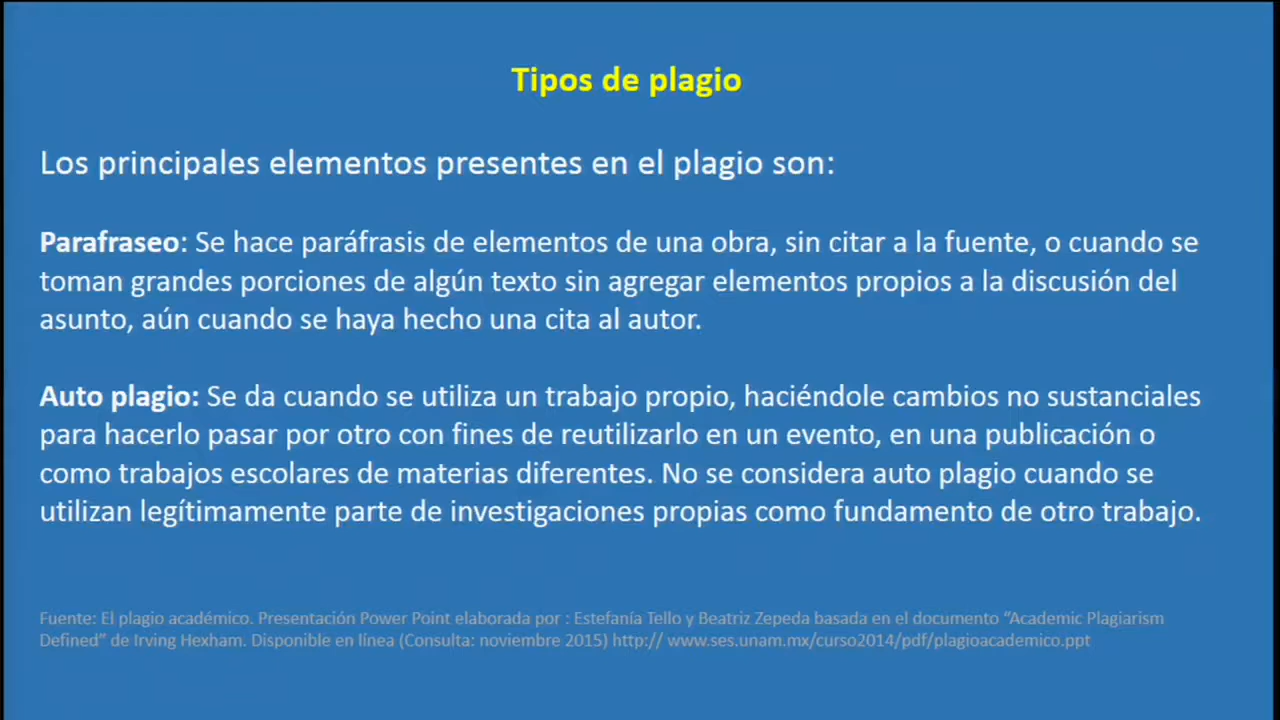 Tipos de plagio
Los principales elementos presentes en el plagio son:
Parafraseo: Se hace paráfrasis de elementos de una obra, sin citar a la fuente, o cuando se
toman grandes porciones de algún texto sin agregar elementos propios a la discusión del
asunto, aún cuando se haya hecho una cita al autor.
Auto plagio: Se da cuando se utiliza un trabajo propio, haciéndole cambios no sustanciales
para hacerlo pasar por otro con fines de reutilizarlo en un evento, en una publicación o
como trabajos escolares de materias diferentes. No se considera auto plagio cuando se
utilizan legítimamente parte de investigaciones propias como fundamento de otro trabajo.
Fuente: El plagio académico. Presentación Power Point elaborada por : Estefanía Tello y Beatriz Zepeda basada en el documento “Academic Plagiarism
Defined” de Irving Hexham. Disponible en línea (Consulta: noviembre 2015) http:// www.ses.unam.mx/curso2014/pdf/plagioacademico.ppt